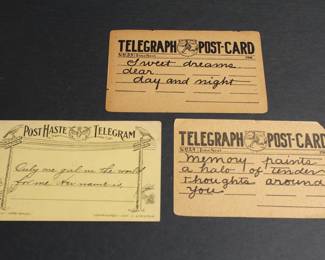 TELEGRAPH POST-CARD
Sweet dreams
dear
day and night
POST HASTE TELEGRAM
Only one girl in the world
for me Her name is
TELEGRAPH POST-CARD
Memory paints
a halo of tender
thoughts around
you